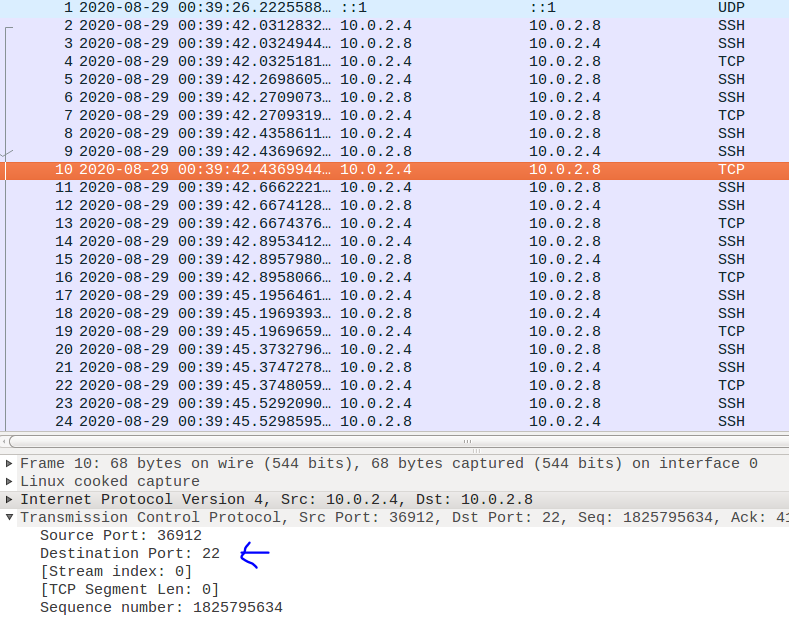 1 2020-08-29 00:39:26.2225588… ::1 ::1 UDP
2 2020-08-29 00:39:42.0312832… 10.0.2.4 10.0.2.8 SSH
3 2020-08-29 00:39:42.0324944… 10.0.2.8 10.0.2.4 SSH
4 2020-08-29 00:39:42.0325181… 10.0.2.4 10.0.2.8 TCP
5 2020-08-29 00:39:42.2698605… 10.0.2.4 10.0.2.8 SSH
6 2020-08-29 00:39:42.2709073… 10.0.2.8 10.0.2.4 SSH
7 2020-08-29 00:39:42.2709319… 10.0.2.4 10.0.2.8 TCP
8 2020-08-29 00:39:42.4358611… 10.0.2.4 10.0.2.8 SSH
9 2020-08-29 00:39:42.4369692… 10.0.2.8 10.0.2.4 SSH
10 2020-08-29 00:39:42.4369944… 10.0.2.4 10.0.2.8 TCP
11 2020-08-29 00:39:42.6662221… 10.0.2.4 10.0.2.8 SSH
12 2020-08-29 00:39:42.6674128… 10.0.2.8 10.0.2.4 SSH
13 2020-08-29 00:39:42.6674376… 10.0.2.4 10.0.2.8 TCP
14 2020-08-29 00:39:42.8953412… 10.0.2.4 10.0.2.8 SSH
15 2020-08-29 00:39:42.8957980… 10.0.2.8 10.0.2.4 SSH
16 2020-08-29 00:39:42.8958066… 10.0.2.4 10.0.2.8 TCP
17 2020-08-29 00:39:45.1956461… 10.0.2.4 10.0.2.8 SSH
18 2020-08-29 00:39:45.1969393… 10.0.2.8 10.0.2.4 SSH
19 2020-08-29 00:39:45.1969659… 10.0.2.4 10.0.2.8 TCP
20 2020-08-29 00:39:45.3732796… 10.0.2.4 10.0.2.8 SSH
21 2020-08-29 00:39:45.3747278… 10.0.2.8 10.0.2.4 SSH
22 2020-08-29 00:39:45.3748059… 10.0.2.4 10.0.2.8 TCP
23 2020-08-29 00:39:45.5292090… 10.0.2.4 10.0.2.8 SSH
24 2020-08-29 00:39:45.5298595… 10.0.2.8 10.0.2.4 SSH
Frame 10: 68 bytes on wire (544 bits), 68 bytes captured (544 bits) on interface 0
Linux cooked capture
Internet Protocol Version 4, Src: 10.0.2.4, Dst: 10.0.2.8
Transmission Control Protocol, Src Port: 36912, Dst Port: 22, Seq: 1825795634, Ack: 41
Source Port: 36912
Destination Port: 22
[Stream index: 0]
[TCP Segment Len: 0]
Sequence number: 1825795634